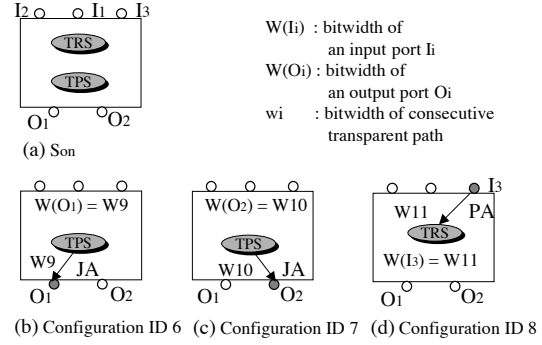 I2 I1 I3
TRS
TPS
O1 O2
(a) Son
W(Ii) : bitwidth of
an input port Ii
W(Oi) : bitwidth of
an output port Oi
wi : bitwidth of consecutive
transparent path
W(O1) = W9
TPS
W9 JA
O1 O2
(b) Configuration ID 6
W(O2) = W10
TPS
W10 JA
O1 O2
(c) Configuration ID 7
I3
W11 PA
TRS
W(I3) = W11
O1 O2
(d) Configuration ID 8